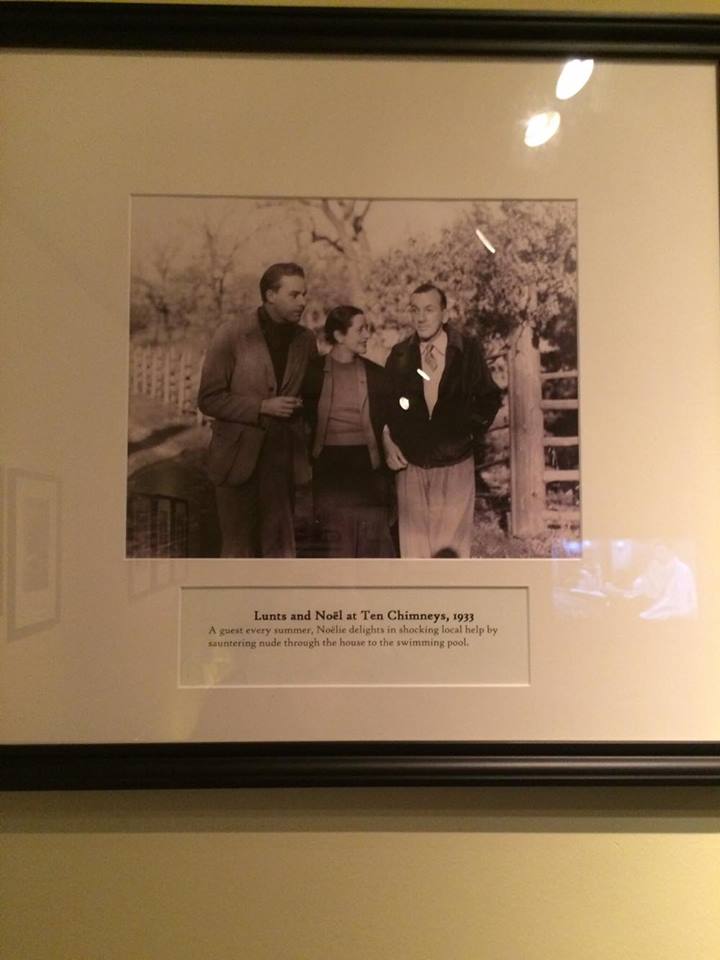 Lunts and Noël at Ten Chimneys, 1933
A guest every summer, Noëlie delights in shocking local help by
sauntering nude through the house to the swimming pool.